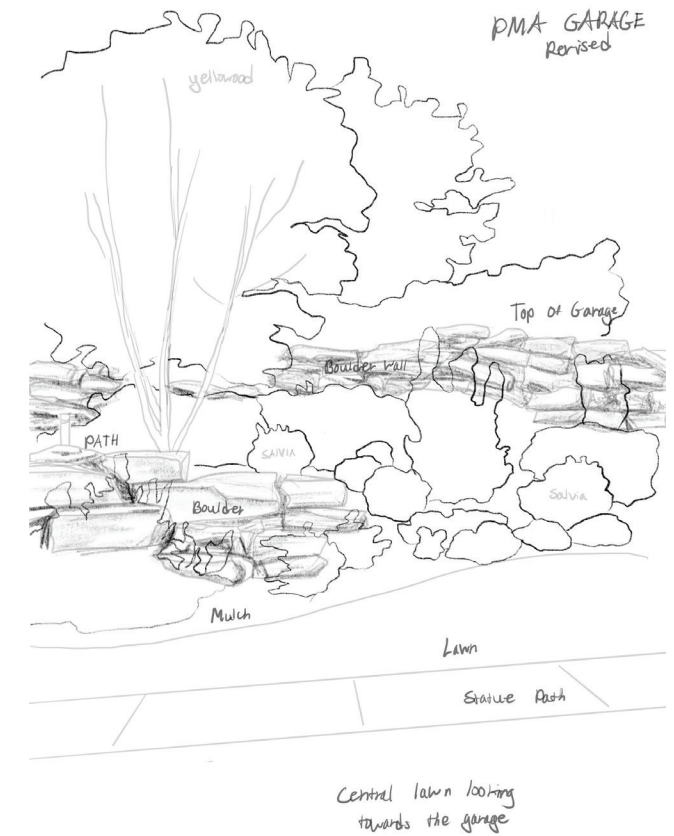 PMA GARAGE
Revised
yellowood
Top of Garage
Boulder Wall
PATH
SALVIA
Salvia
Boulder
Mulch
Lawn
Statue Path
Central lawn looking
towards the garage